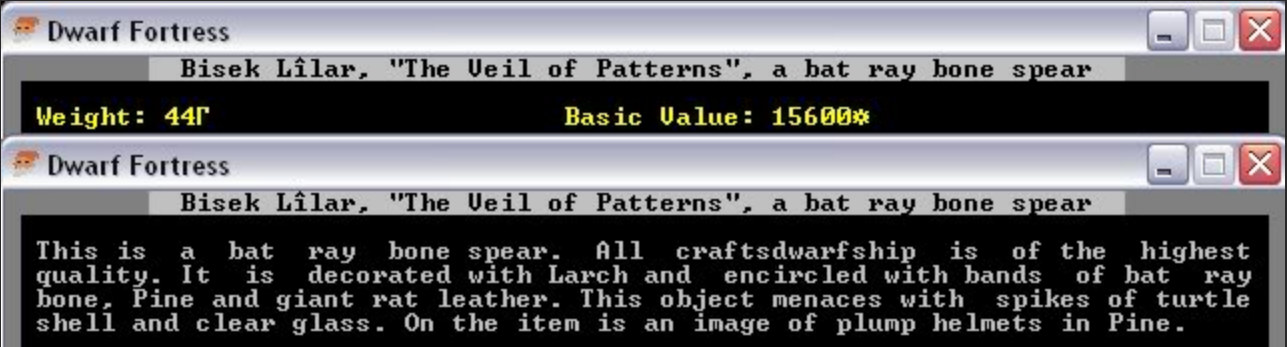 Dwarf Fortress
Bisek Lîlar, "The Veil of Patterns", a bat ray bone spear
Weight: 44Γ Basic Value: 15600☼
Dwarf Fortress
Bisek Lîlar, "The Veil of Patterns", a bat ray bone spear
This is a bat ray bone spear. All craftsdwarfship is of the highest
quality. It is decorated with Larch and encircled with bands of bat ray
bone, Pine and giant rat leather. This object menaces with spikes of turtle
shell and clear glass. On the item is an image of plump helmets in Pine.